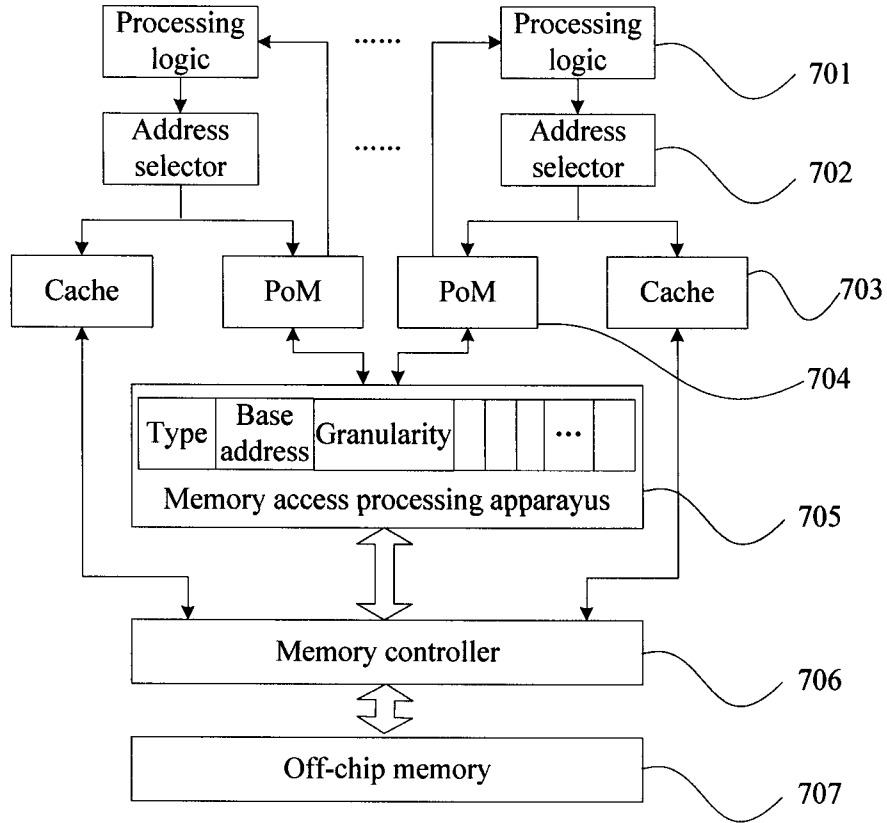 Processing logic
······
Processing logic
701
Address selector
······
Address selector
702
Cache
PoM
PoM
Cache
703
704
Type
Base address
Granularity
···
Memory access processing apparayus
705
Memory controller
706
Off-chip memory
707